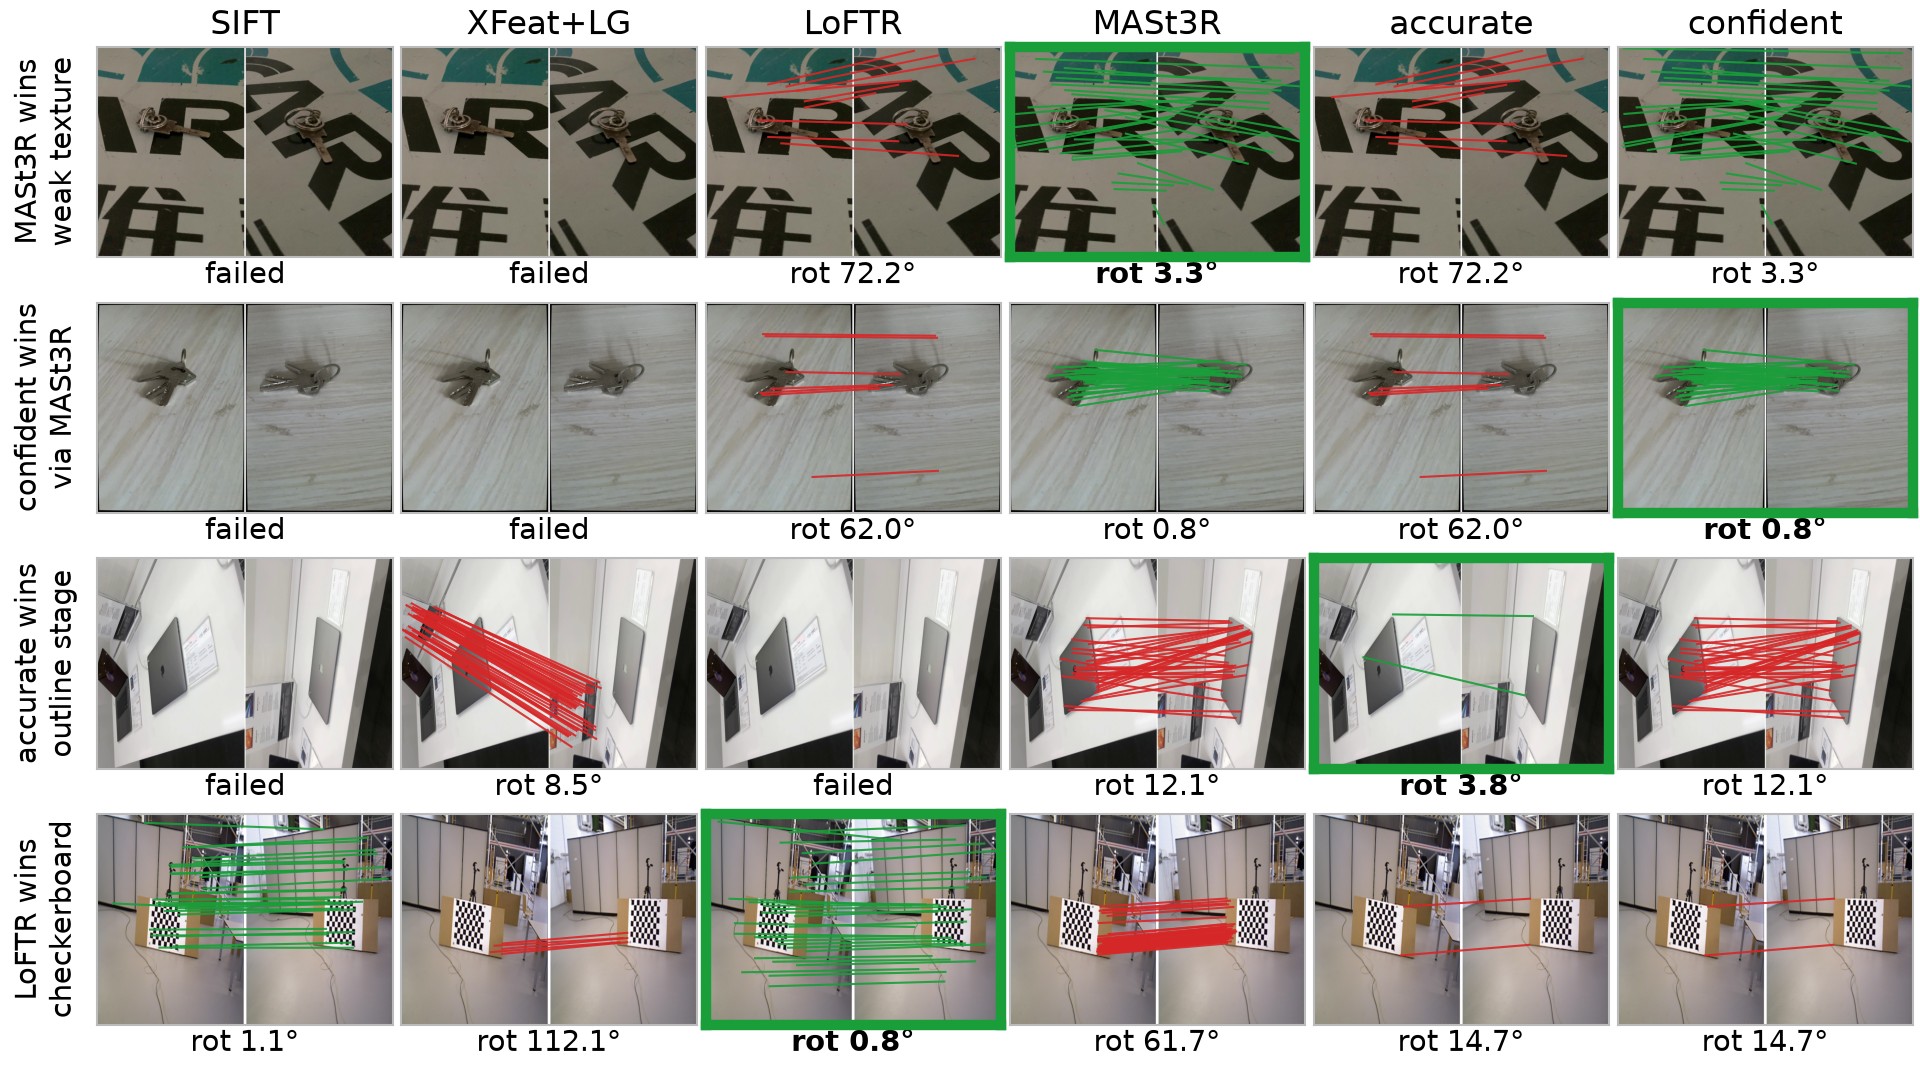 SIFT XFeat+LG LoFTR MASt3R accurate confident
MASt3R wins
weak texture
failed failed rot 72.2° rot 3.3° rot 72.2° rot 3.3°
confident wins
via MASt3R
failed failed rot 62.0° rot 0.8° rot 62.0° rot 0.8°
accurate wins
outline stage
failed rot 8.5° failed rot 12.1° rot 3.8° rot 12.1°
LoFTR wins
checkerboard
rot 1.1° rot 112.1° rot 0.8° rot 61.7° rot 14.7° rot 14.7°